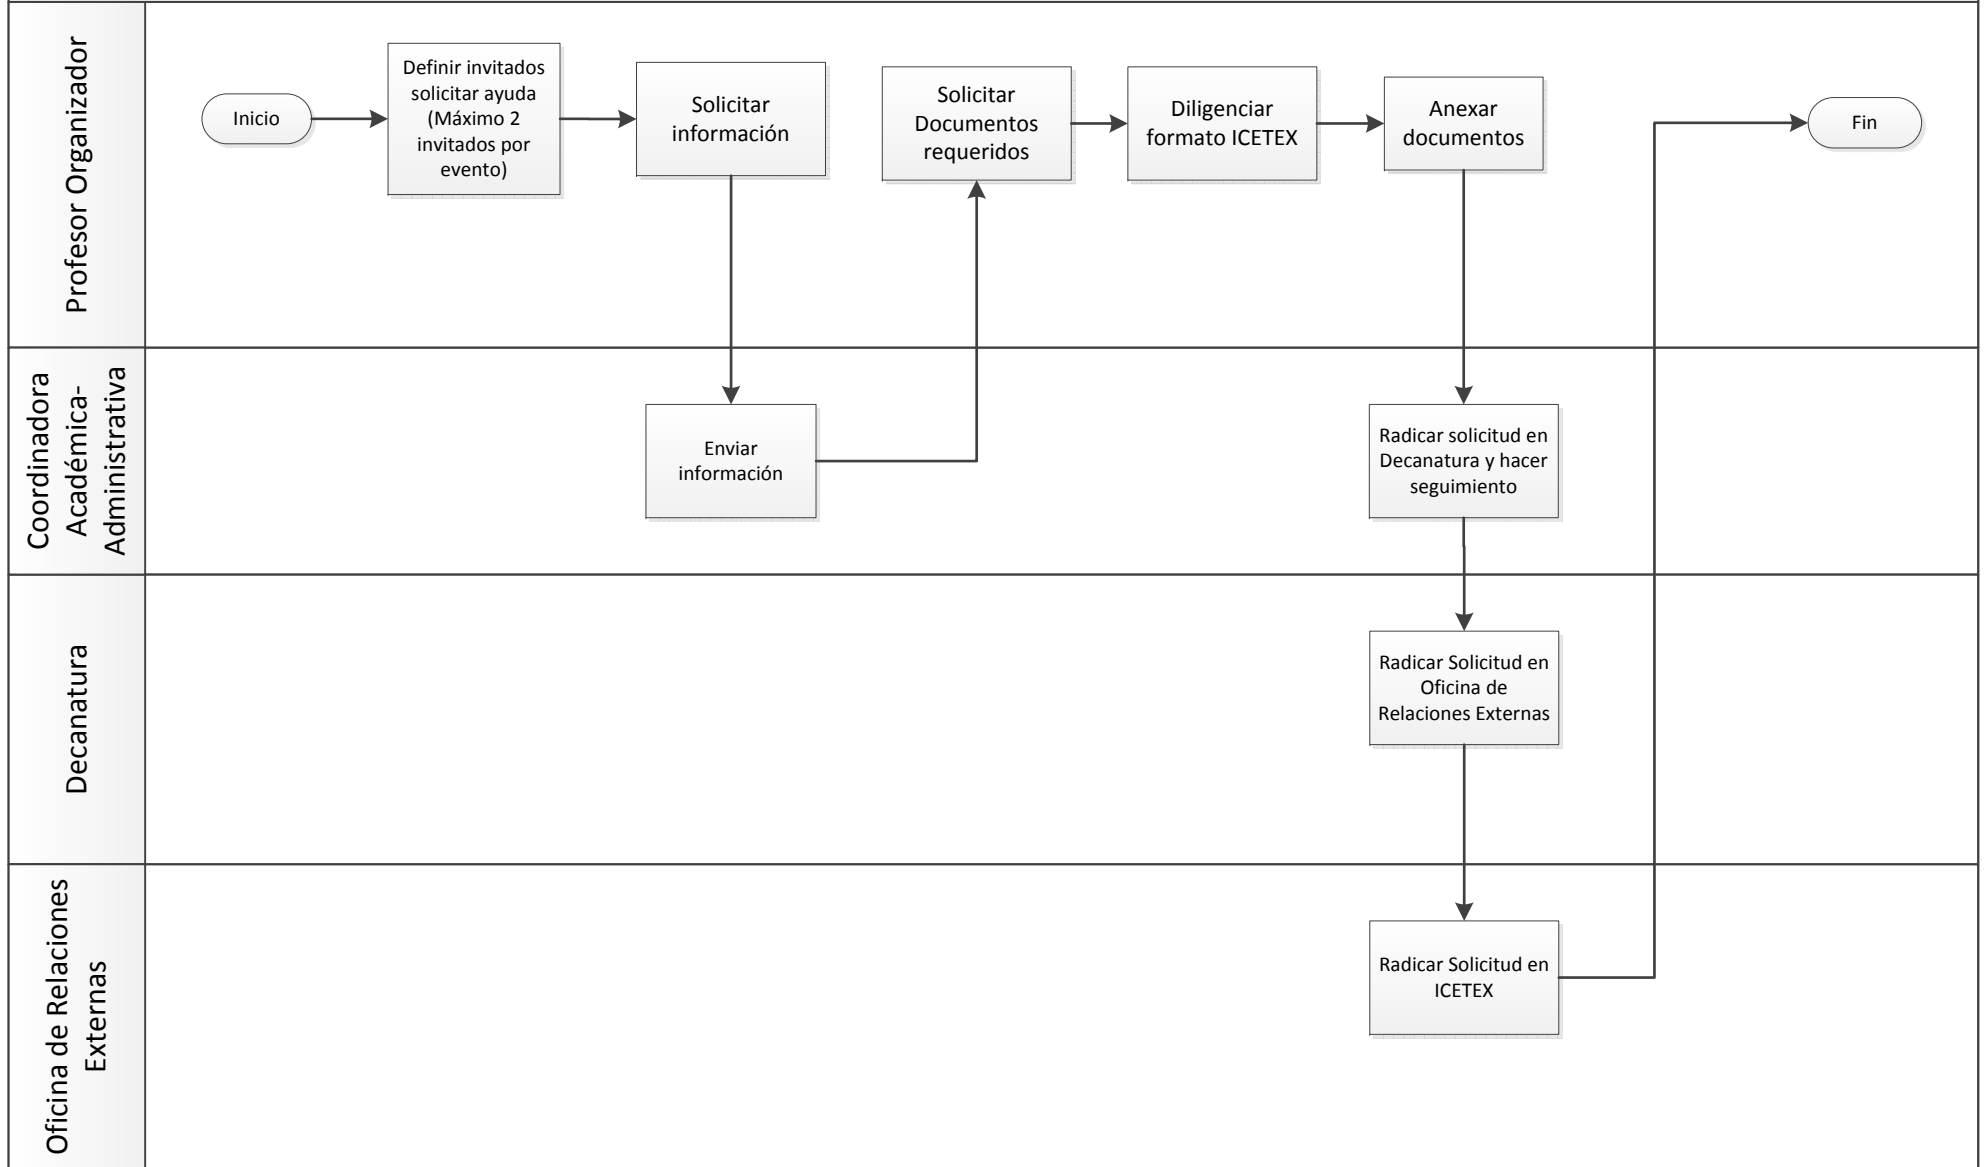 Profesor Organizador
Inicio
Definir invitados
solicitar ayuda
(Máximo 2
invitados por
evento)
Solicitar
información
Solicitar
Documentos
requeridos
Diligenciar
formato ICETEX
Anexar
documentos
Fin
Coordinadora
Académica-
Administrativa
Enviar
información
Radicar solicitud en
Decanatura y hacer
seguimiento
Decanatura
Radicar Solicitud en
Oficina de
Relaciones Externas
Oficina de Relaciones
Externas
Radicar Solicitud en
ICETEX